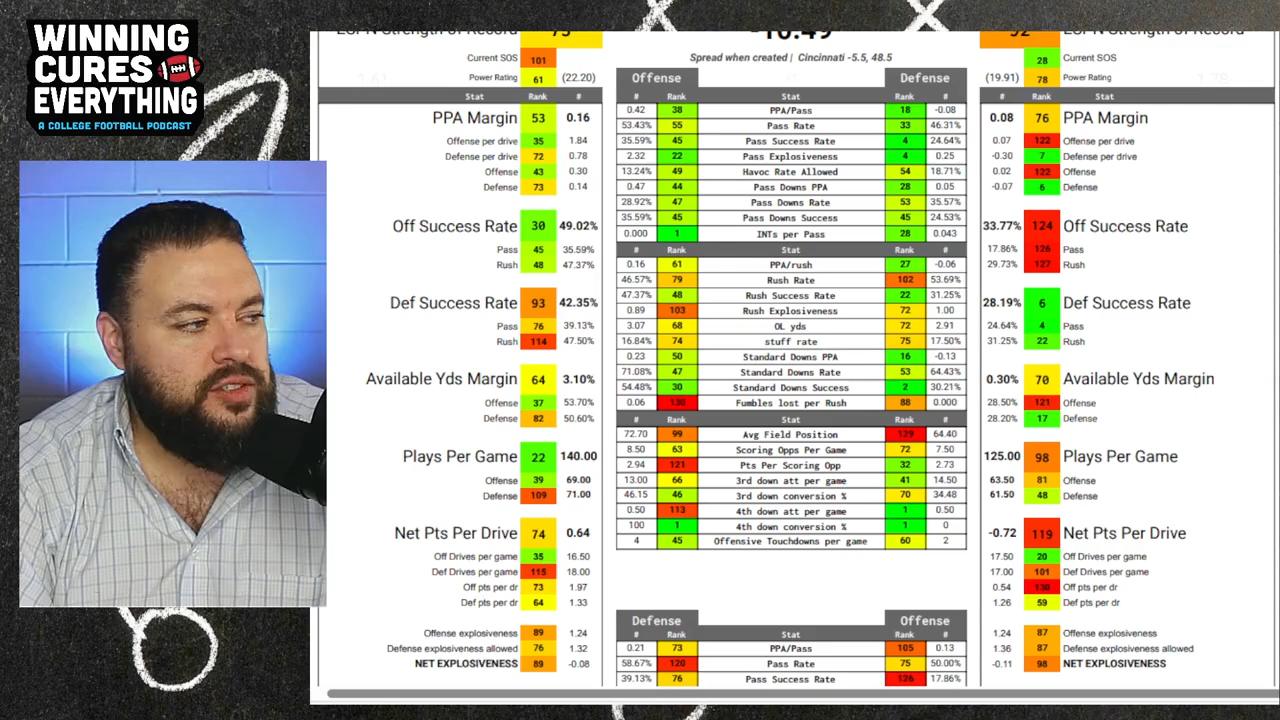 WINNING
CURES
EVERYTHING
A COLLEGE FOOTBALL PODCAST
ESPN Strength of Record 73
Current SOS 101
Power Rating 61 (22.20)
Stat Rank #
PPA Margin 53 0.16
Offense per drive 35 1.84
Defense per drive 72 0.78
Offense 43 0.30
Defense 73 0.14
Off Success Rate 30 49.02%
Pass 45 35.59%
Rush 48 47.37%
Def Success Rate 93 42.35%
Pass 76 39.13%
Rush 114 47.50%
Available Yds Margin 64 3.10%
Offense 37 53.70%
Defense 82 50.60%
Plays Per Game 22 140.00
Offense 39 69.00
Defense 109 71.00
Net Pts Per Drive 74 0.64
Off Drives per game 35 16.50
Def Drives per game 115 18.00
Off pts per dr 73 1.97
Def pts per dr 64 1.33
Offense explosiveness 89 1.24
Defense explosiveness allowed 76 1.32
NET EXPLOSIVENESS 89 -0.08
-10.49
Spread when created | Cincinnati -5.5, 48.5
Offense Defense
# Rank Stat Rank #
0.42 38 PPA/Pass 18 -0.08
53.43% 55 Pass Rate 33 46.31%
35.59% 45 Pass Success Rate 4 24.64%
2.32 22 Pass Explosiveness 4 0.25
13.24% 49 Havoc Rate Allowed 54 18.71%
0.47 44 Pass Downs PPA 28 0.05
28.92% 47 Pass Downs Rate 53 35.57%
35.59% 45 Pass Downs Success 45 24.53%
0.000 1 INTs per Pass 28 0.043
# Rank Stat Rank #
0.16 61 PPA/rush 27 -0.06
46.57% 79 Rush Rate 102 53.69%
47.37% 48 Rush Success Rate 22 31.25%
0.89 103 Rush Explosiveness 72 1.00
3.07 68 OL yds 72 2.91
16.84% 74 stuff rate 75 17.50%
0.23 50 Standard Downs PPA 16 -0.13
71.08% 47 Standard Downs Rate 53 64.43%
54.48% 30 Standard Downs Success 2 30.21%
0.06 130 Fumbles lost per Rush 88 0.000
# Rank Stat Rank #
72.70 99 Avg Field Position 129 64.40
8.50 63 Scoring Opps Per Game 72 7.50
2.94 121 Pts Per Scoring Opp 32 2.73
13.00 66 3rd down att per game 41 14.50
46.15 46 3rd down conversion % 70 34.48
0.50 113 4th down att per game 1 0.50
100 1 4th down conversion % 1 0
4 45 Offensive Touchdowns per game 60 2
Defense Offense
# Rank Stat Rank #
0.21 73 PPA/Pass 105 0.13
58.67% 120 Pass Rate 75 50.00%
39.13% 76 Pass Success Rate 126 17.86%
92 ESPN Strength of Record
28 Current SOS
(19.91) 78 Power Rating
# Rank Stat
0.08 76 PPA Margin
0.07 122 Offense per drive
-0.30 7 Defense per drive
0.02 122 Offense
-0.07 6 Defense
33.77% 124 Off Success Rate
17.86% 126 Pass
29.73% 127 Rush
28.19% 6 Def Success Rate
24.64% 4 Pass
31.25% 22 Rush
0.30% 70 Available Yds Margin
28.50% 121 Offense
28.20% 17 Defense
125.00 98 Plays Per Game
63.50 81 Offense
61.50 48 Defense
-0.72 119 Net Pts Per Drive
17.50 20 Off Drives per game
17.00 101 Def Drives per game
0.54 130 Off pts per dr
1.26 59 Def pts per dr
1.24 87 Offense explosiveness
1.36 87 Defense explosiveness allowed
-0.11 98 NET EXPLOSIVENESS